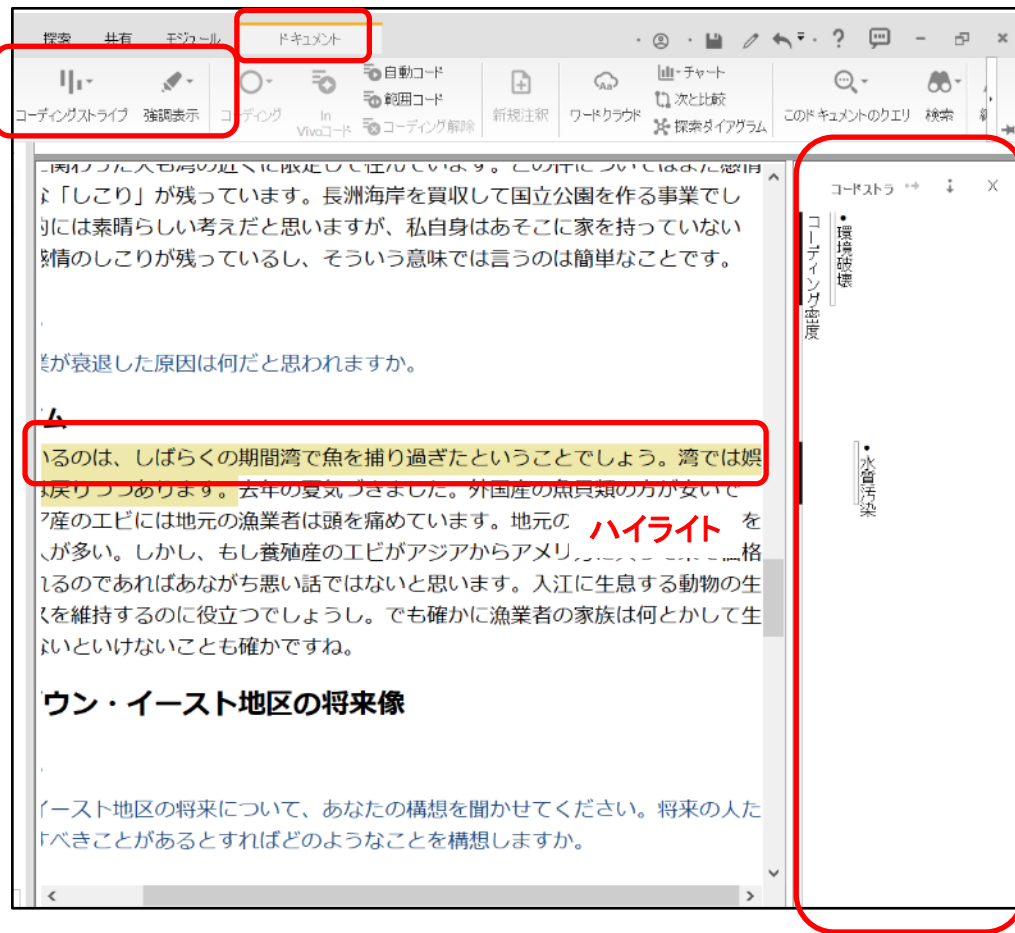 探索 共有 モジュール ドキュメント
コーディングストライプ 強調表示 コーディング In Vivoコード 自動コード 範囲コード コーディング解除 新規注釈 ワードクラウド チャート 次と比較 探索ダイアグラム このドキュメントのクエリ 検索
コードストラ
な「しこり」が残っています。長洲海岸を買収して国立公園を作る事業でし
的には素晴らしい考えだと思いますが、私自身はあそこに家を持っていない
感情のしこりが残っているし、そういう意味では言うのは簡単なことです。
業が衰退した原因は何だと思われますか。
ム
いるのは、しばらくの期間湾で魚を捕り過ぎたということでしょう。湾では娯
は戻りつつあります。去年の夏気づきました。外国産の魚貝類の方が安いで
ア産のエビには地元の漁業者は頭を痛めています。地元の を
ハイライト
人が多い。しかし、もし養殖産のエビがアジアからアメリ 格
れるのであればあながち悪い話ではないと思います。入江に生息する動物の生
スを維持するのに役立つでしょうし。でも確かに漁業者の家族は何とかして生
ないといけないことも確かですね。
ウン・イースト地区の将来像
イースト地区の将来について、あなたの構想を聞かせてください。将来の人た
すべきことがあるとすればどのようなことを構想しますか。
コーディング密度
環境破壊
水質汚染